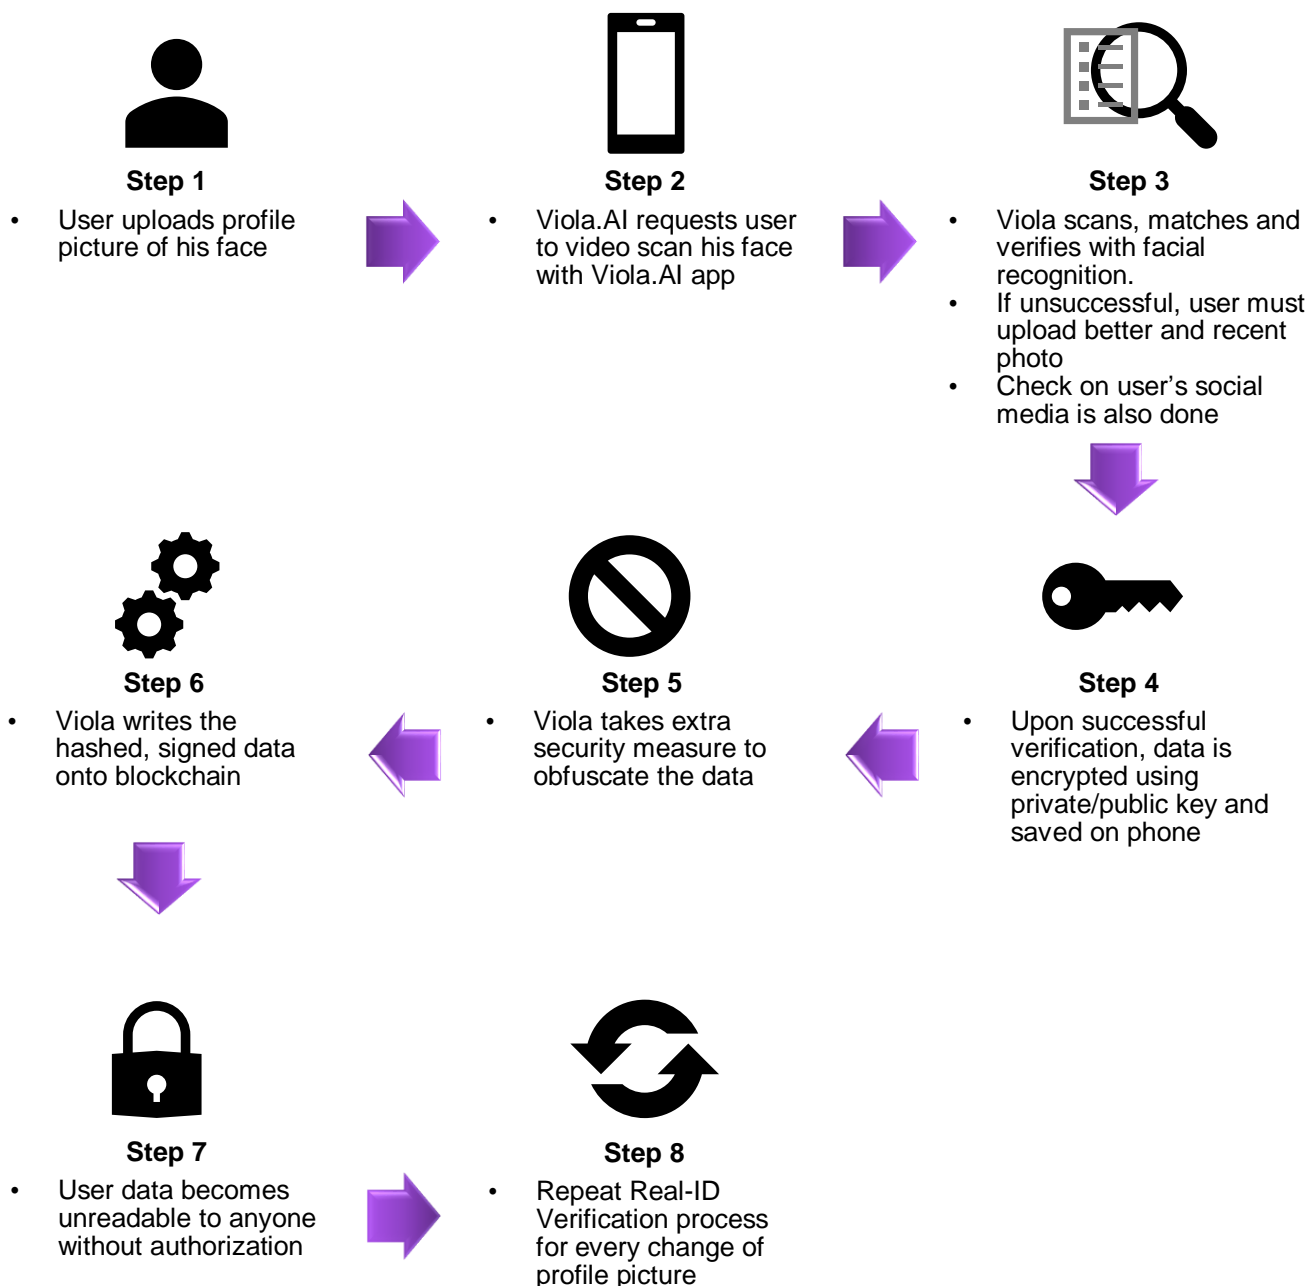 Step 1
• User uploads profile
picture of his face
Step 2
• Viola.AI requests user
to video scan his face
with Viola.AI app
Step 3
• Viola scans, matches and
verifies with facial
recognition.
• If unsuccessful, user must
upload better and recent
photo
• Check on user’s social
media is also done
Step 4
• Upon successful
verification, data is
encrypted using
private/public key and
saved on phone
Step 5
• Viola takes extra
security measure to
obfuscate the data
Step 6
• Viola writes the
hashed, signed data
onto blockchain
Step 7
• User data becomes
unreadable to anyone
without authorization
Step 8
• Repeat Real-ID
Verification process
for every change of
profile picture